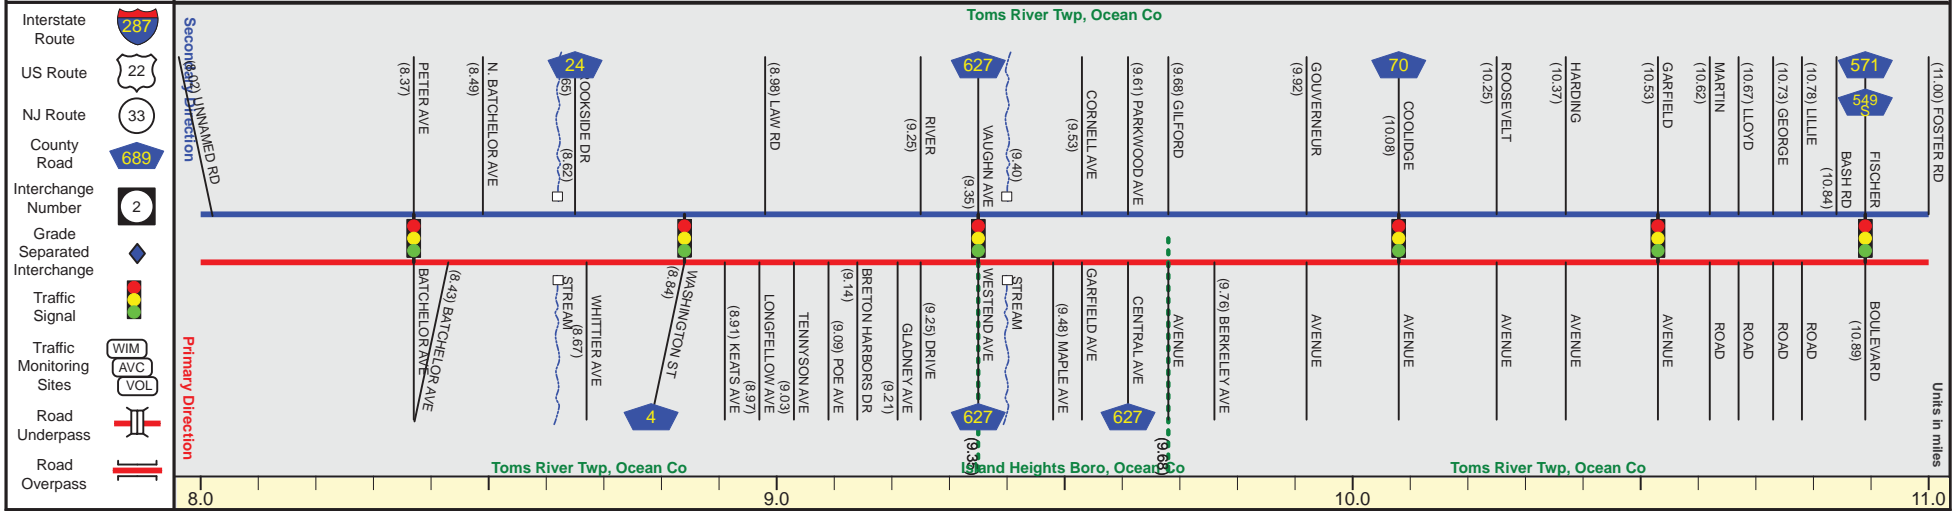 Interstate
Route
287
US Route
22
NJ Route
33
County
Road
689
Interchange
Number
2
Grade
Separated
Interchange
Traffic
Signal
Traffic
Monitoring
Sites
WIM
AVC
VOL
Road
Underpass
Road
Overpass
Secondary Direction
Primary Direction
Units in miles
Toms River Twp, Ocean Co
(8.02) UNNAMED RD
(8.37)
PETER AVE
(8.49)
N. BATCHELOR AVE
24
(8.62)
OOKSIDE DR
(8.98) LAW RD
(9.25)
RIVER
627
VAUGHN AVE
(9.35)
(9.40)
(9.53)
CORNELL AVE
(9.61) PARKWOOD AVE
(9.68) GILFORD
(9.92)
GOUVERNEUR
70
(10.08)
COOLIDGE
(10.25)
ROOSEVELT
(10.37)
HARDING
(10.53)
GARFIELD
(10.62)
MARTIN
(10.67) LLOYD
(10.73) GEORGE
(10.78) LILLIE
(10.84)
BASH RD
571
549
S
FISCHER
(11.00) FOSTER RD
BATCHELOR AVE
(8.43) BATCHELOR AVE
STREAM
(8.67)
WHITTIER AVE
(8.84)
WASHINGTON ST
4
(8.91) KEATS AVE
(8.97)
LONGFELLOW AVE
(9.03)
TENNYSON AVE
(9.09) POE AVE
(9.14)
BRETON HARBORS DR
(9.21)
GLADNEY AVE
(9.25) DRIVE
WESTEND AVE
627
(9.35)
STREAM
(9.48) MAPLE AVE
GARFIELD AVE
CENTRAL AVE
627
AVENUE
(9.68)
(9.76) BERKELEY AVE
AVENUE
AVENUE
AVENUE
AVENUE
AVENUE
ROAD
ROAD
ROAD
ROAD
BOULEVARD
(10.89)
Toms River Twp, Ocean Co
Island Heights Boro, Ocean Co
Toms River Twp, Ocean Co
8.0
9.0
10.0
11.0